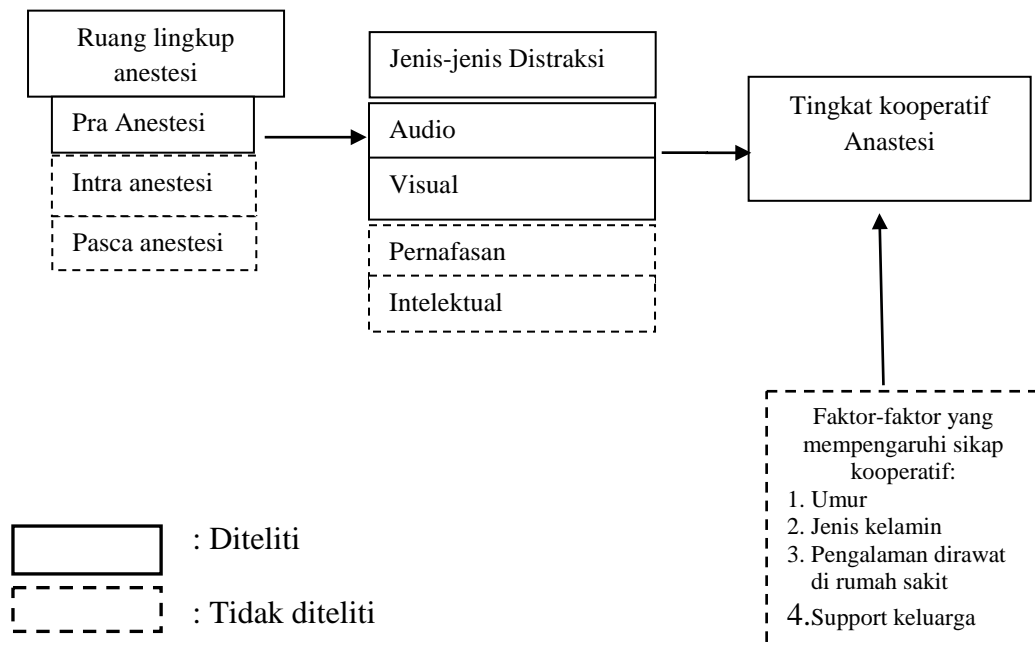 Ruang lingkup
anestesi
Pra Anestesi
Intra anestesi
Pasca anestesi
Jenis-jenis Distraksi
Audio
Visual
Pernafasan
Intelektual
Tingkat kooperatif
Anastesi
Faktor-faktor yang
mempengaruhi sikap
kooperatif:
1. Umur
2. Jenis kelamin
3. Pengalaman dirawat
di rumah sakit
4.Support keluarga
: Diteliti
: Tidak diteliti